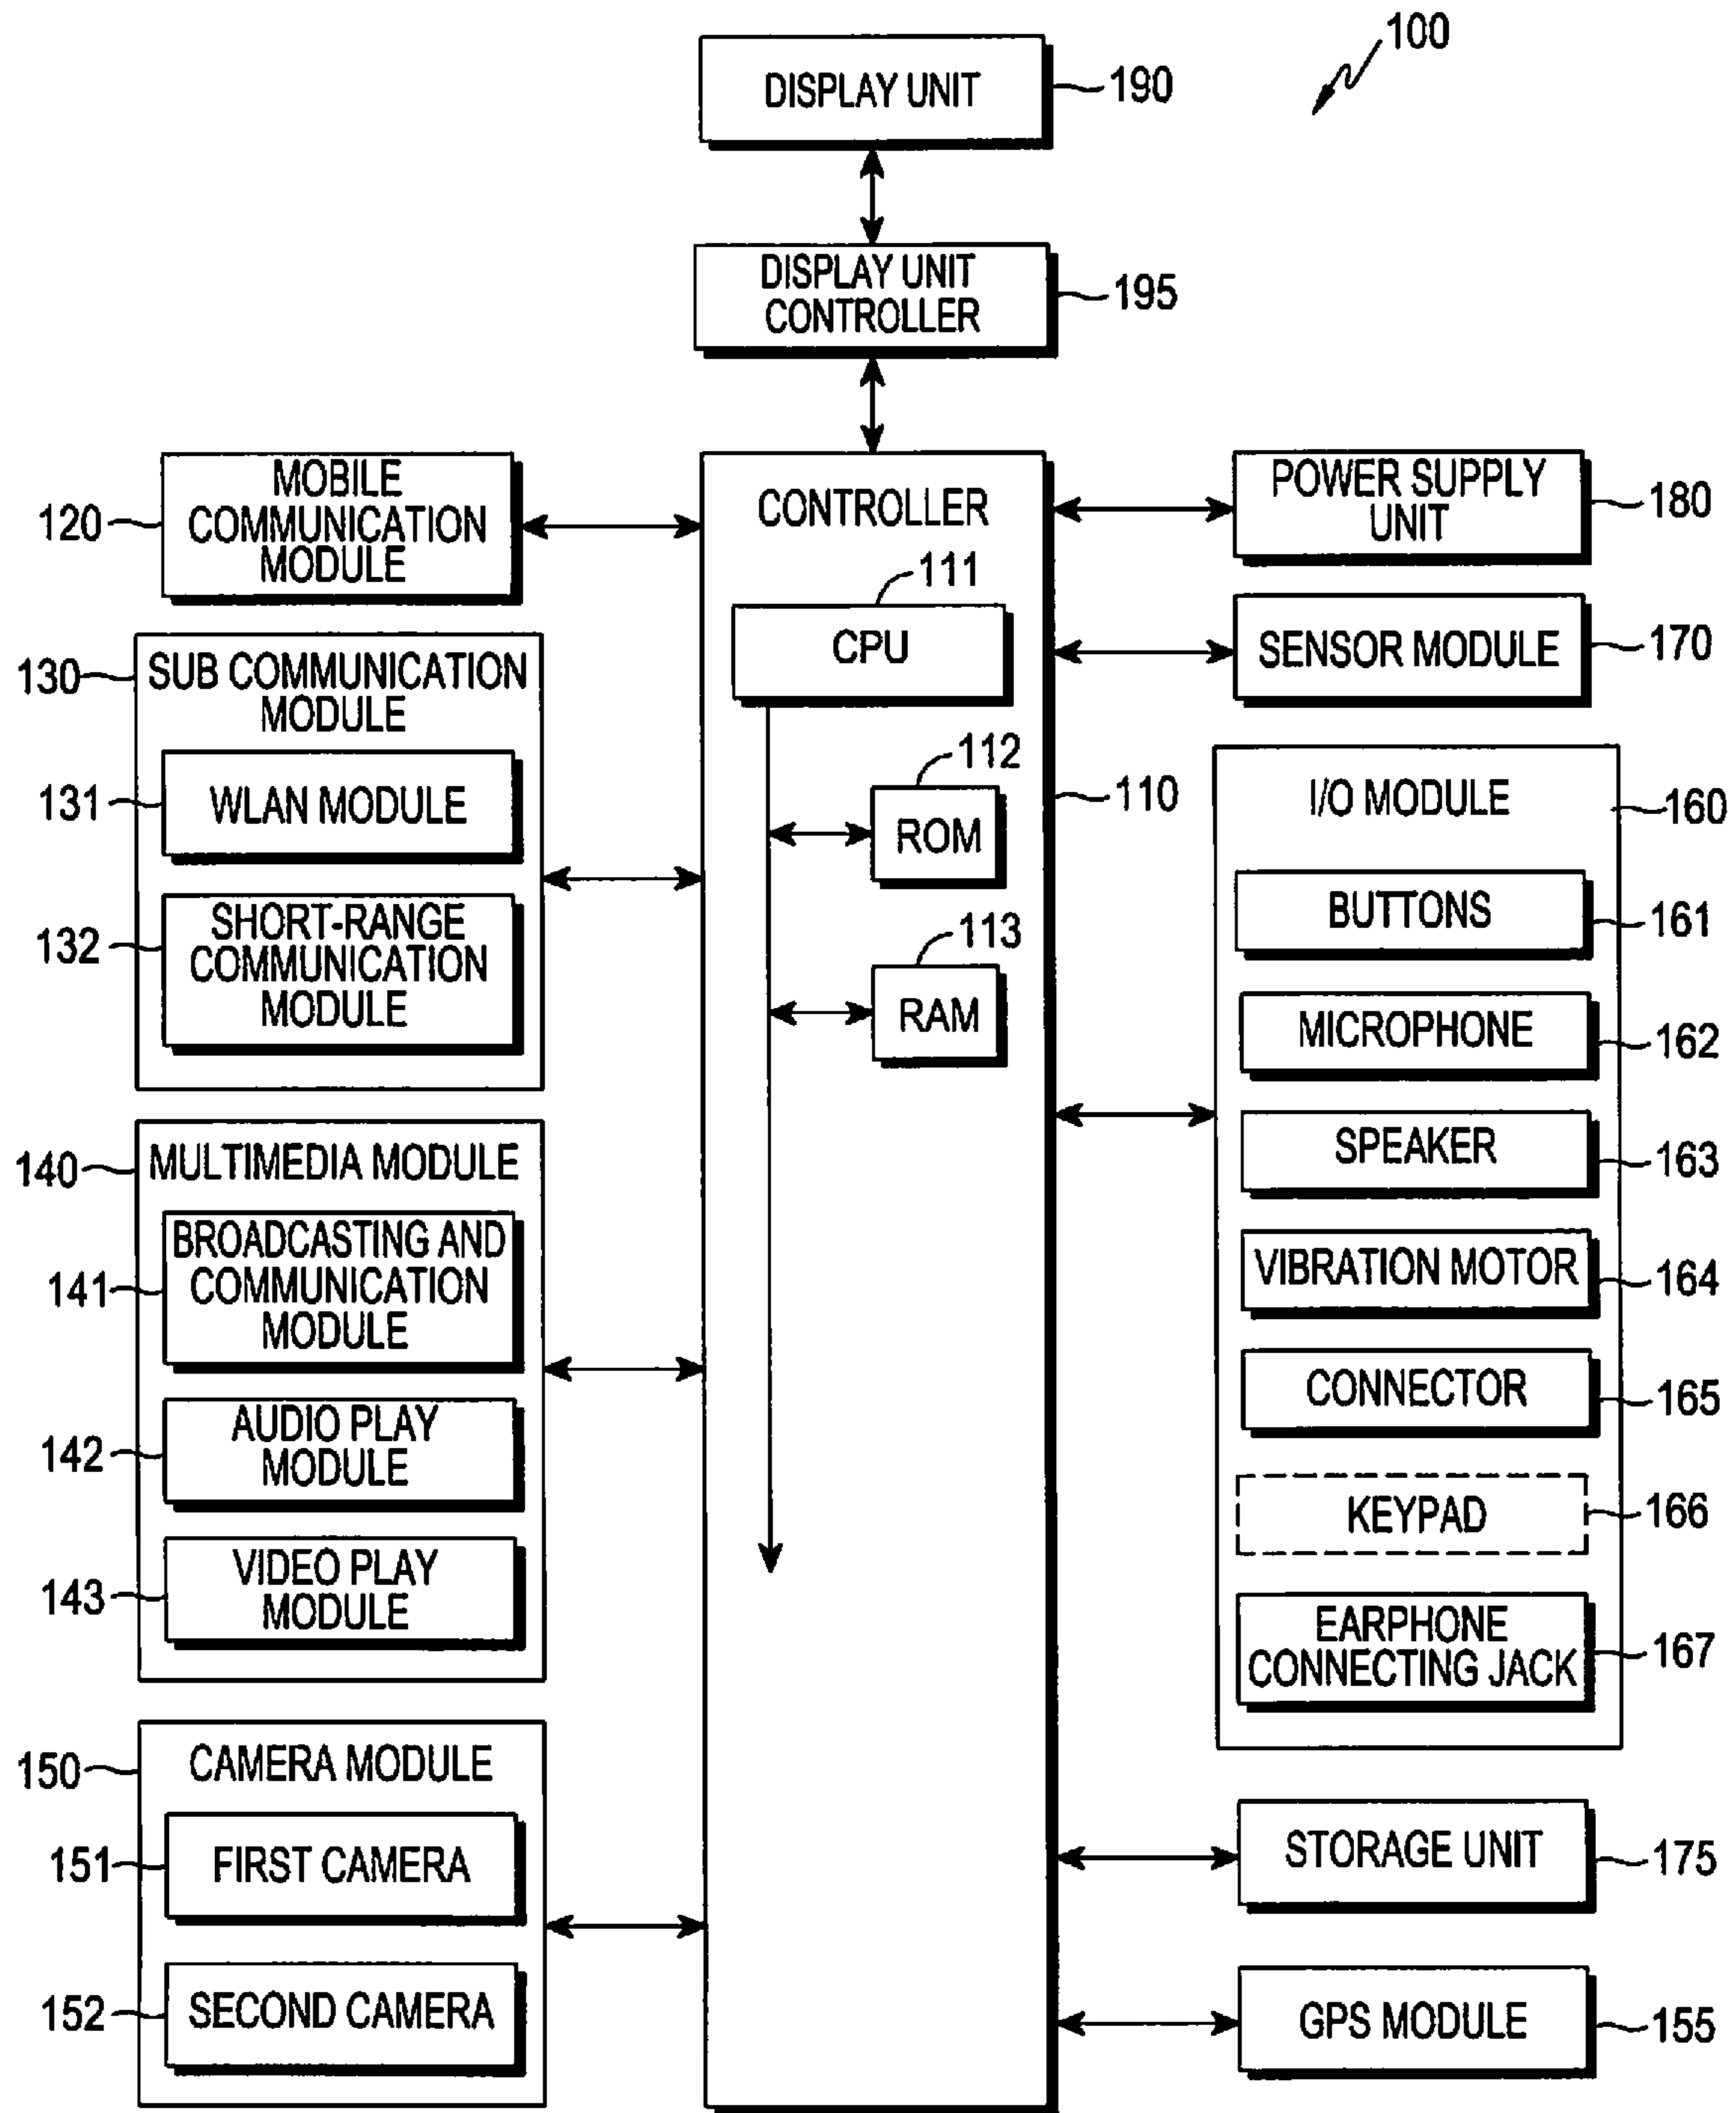 100
DISPLAY UNIT
190
DISPLAY UNIT
CONTROLLER
195
MOBILE
COMMUNICATION
MODULE
120
SUB COMMUNICATION
MODULE
130
WLAN MODULE
131
SHORT-RANGE
COMMUNICATION
MODULE
132
MULTIMEDIA MODULE
140
BROADCASTING AND
COMMUNICATION
MODULE
141
AUDIO PLAY
MODULE
142
VIDEO PLAY
MODULE
143
CAMERA MODULE
150
FIRST CAMERA
151
SECOND CAMERA
152
CONTROLLER
110
CPU
111
ROM
112
RAM
113
POWER SUPPLY
UNIT
180
SENSOR MODULE
170
I/O MODULE
160
BUTTONS
161
MICROPHONE
162
SPEAKER
163
VIBRATION MOTOR
164
CONNECTOR
165
KEYPAD
166
EARPHONE
CONNECTING JACK
167
STORAGE UNIT
175
GPS MODULE
155